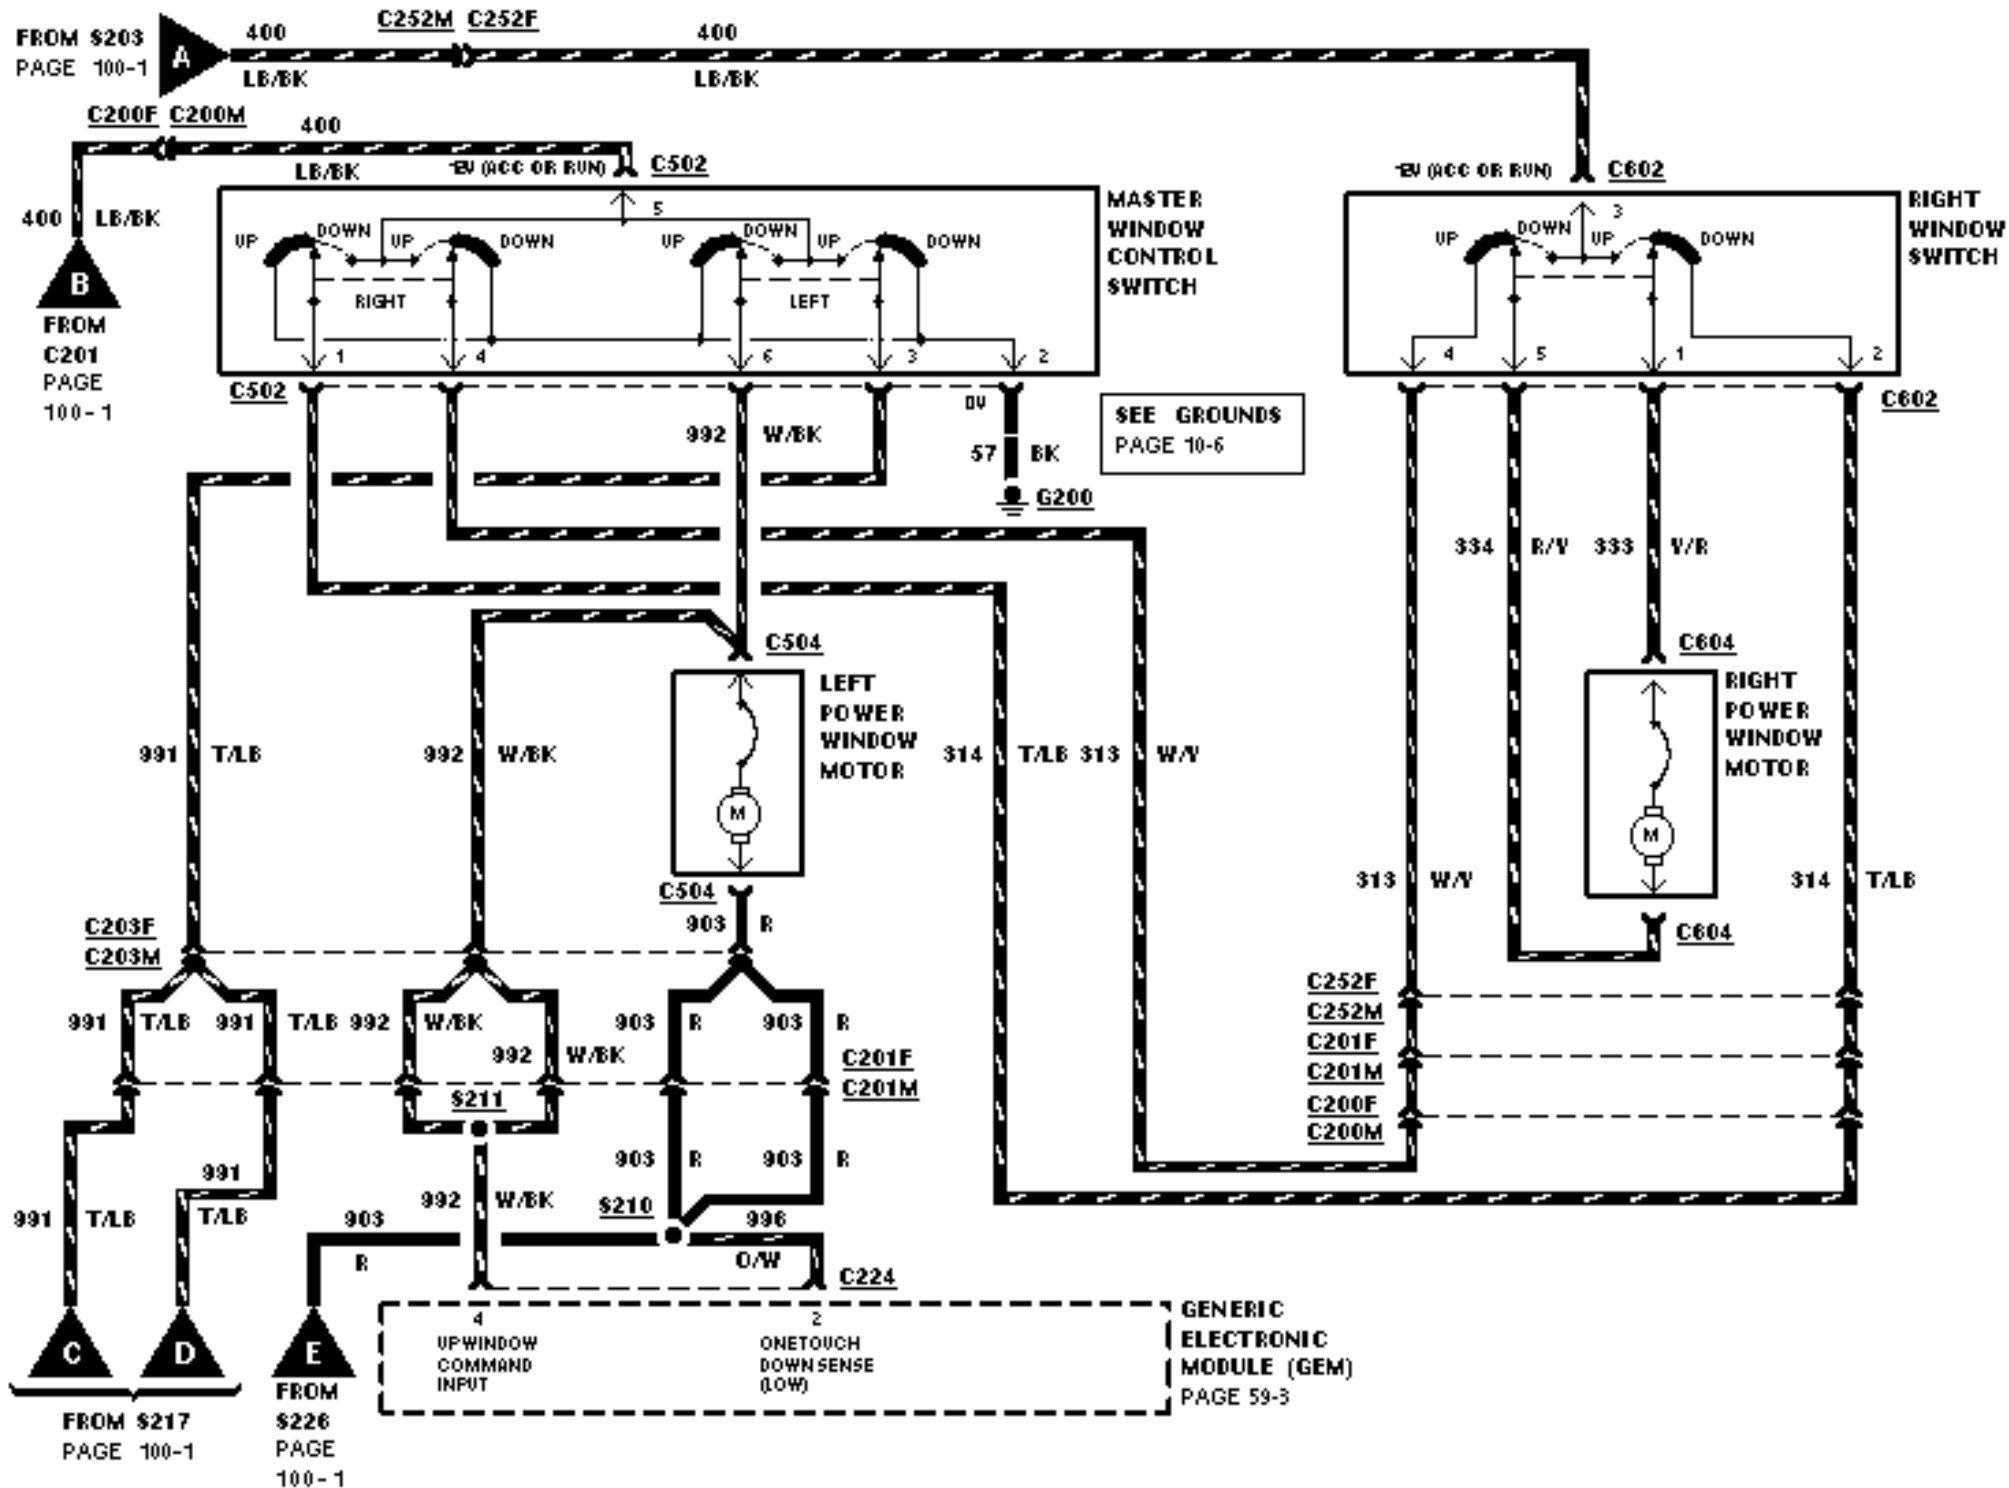 FROM S203
PAGE 100-1
A
400
LB/BK
C252M C252F
400
LB/BK
C200F C200M
400
LB/BK
12V (ACC OR RUN)
C502
12V (ACC OR RUN)
C602
400 LB/BK
B
FROM
C201
PAGE
100-1
5
UP DOWN UP DOWN
RIGHT
UP DOWN UP DOWN
LEFT
1 4 6 3 2
MASTER
WINDOW
CONTROL
SWITCH
3
UP DOWN UP DOWN
4 5 1 2
RIGHT
WINDOW
SWITCH
C502
992 W/BK
0V
57 BK
G200
SEE GROUNDS
PAGE 10-6
C602
334 R/Y 333 Y/R
C504
LEFT
POWER
WINDOW
MOTOR
M
C604
RIGHT
POWER
WINDOW
MOTOR
M
991 T/LB
992 W/BK
314 T/LB 313 W/Y
313 W/Y
314 T/LB
C504
903 R
C604
C203F
C203M
991 T/LB 991 T/LB 992 W/BK
992 W/BK
903 R 903 R
C201F
C201M
S211
C252F
C252M
C201F
C201M
C200F
C200M
903 R 903 R
991
T/LB
991 T/LB
992 W/BK
S210
903
R
996
O/W
C224
C
D
E
FROM S217
PAGE 100-1
FROM
S226
PAGE
100-1
4
UP WINDOW
COMMAND
INPUT
2
ONE TOUCH
DOWN SENSE
(LOW)
GENERIC
ELECTRONIC
MODULE (GEM)
PAGE 59-3